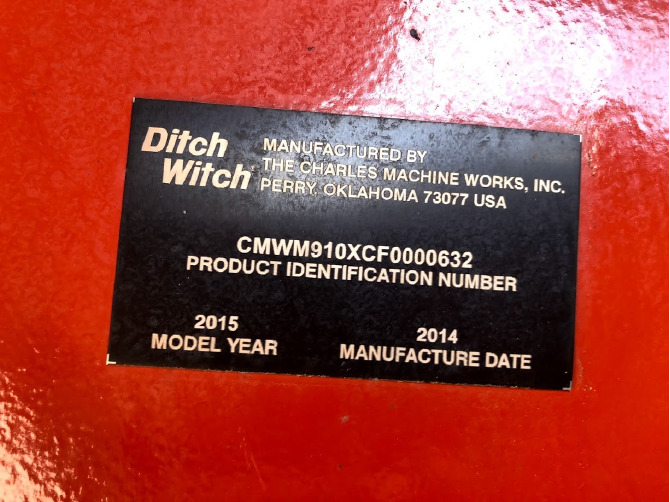 Ditch
Witch
MANUFACTURED BY
THE CHARLES MACHINE WORKS, INC.
PERRY, OKLAHOMA 73077 USA
CMWM910XCF0000632
PRODUCT IDENTIFICATION NUMBER
2015
MODEL YEAR
2014
MANUFACTURE DATE